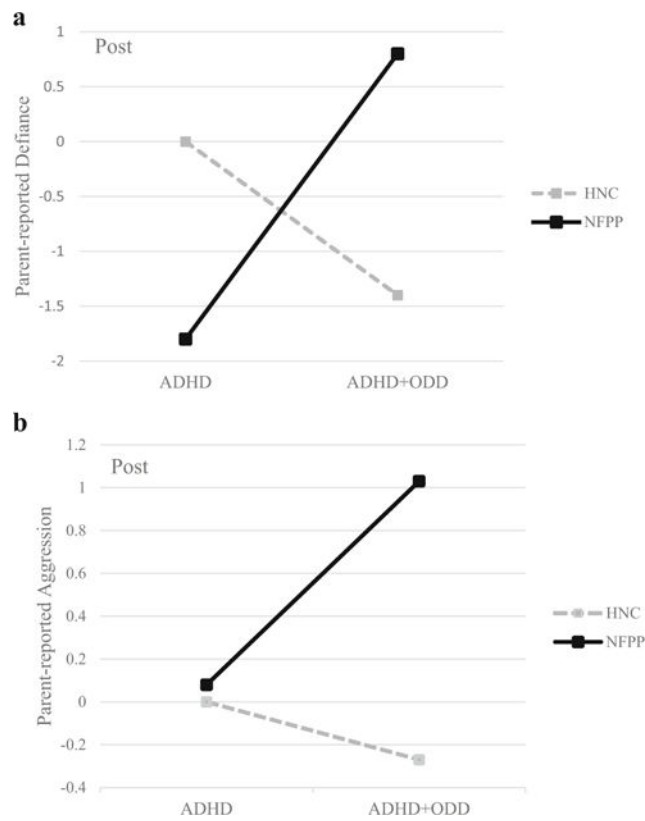 a
Post
Parent-reported Defiance
1
0.5
0
-0.5
-1
-1.5
-2
ADHD
ADHD+ODD
HNC
NFPP
b
Post
Parent-reported Aggression
1.2
1
0.8
0.6
0.4
0.2
0
-0.2
-0.4
ADHD
ADHD+ODD
HNC
NFPP